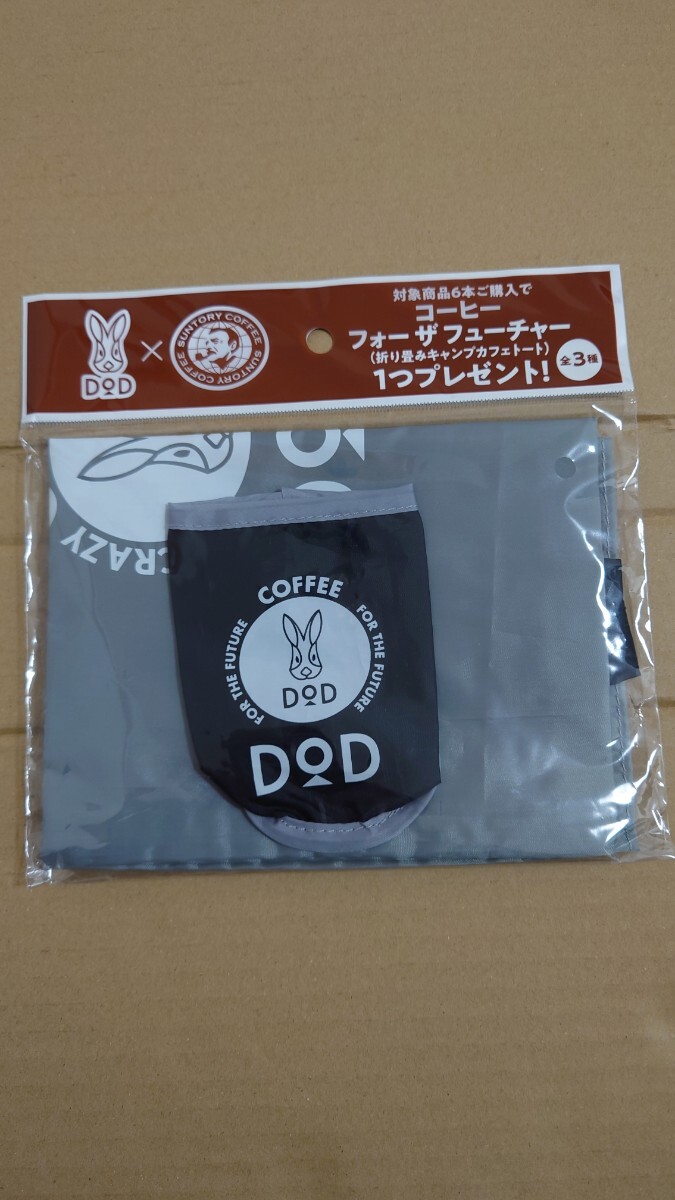 DOD
×
SUNTORY COFFEE SUNTORY COFFEE
対象商品6本ご購入で
コーヒー
フォー ザ フューチャー
(折り畳みキャンプカフェトート)
1つプレゼント!
全3種
CRAZY
COFFEE
FOR THE FUTURE
FOR THE FUTURE
DOD
DOD